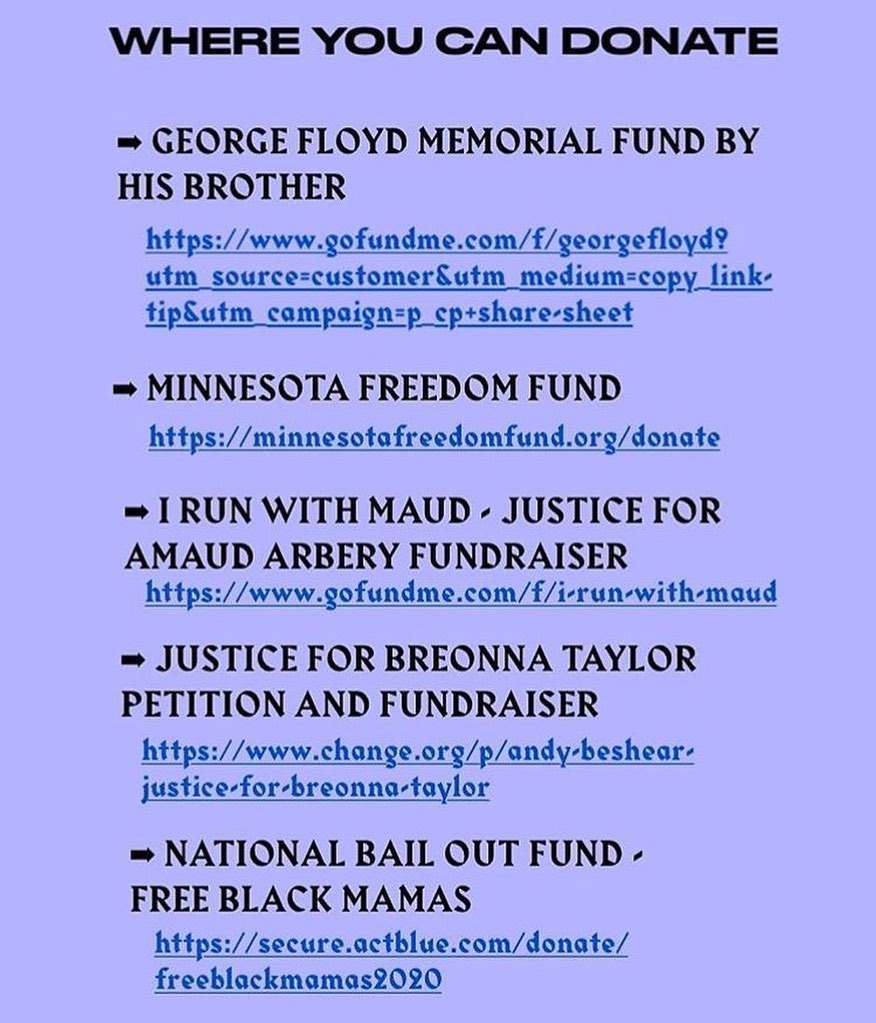 WHERE YOU CAN DONATE
➡ GEORGE FLOYD MEMORIAL FUND BY
HIS BROTHER
https://www.gofundme.com/f/georgefloyd?
utm_source=customer&utm_medium=copy_link-
tip&utm_campaign=p_cp+share-sheet
➡ MINNESOTA FREEDOM FUND
https://minnesotafreedomfund.org/donate
➡ I RUN WITH MAUD - JUSTICE FOR
AMAUD ARBERY FUNDRAISER
https://www.gofundme.com/f/i-run-with-maud
➡ JUSTICE FOR BREONNA TAYLOR
PETITION AND FUNDRAISER
https://www.change.org/p/andy-beshear-
justice-for-breonna-taylor
➡ NATIONAL BAIL OUT FUND -
FREE BLACK MAMAS
https://secure.actblue.com/donate/
freeblackmamas2020